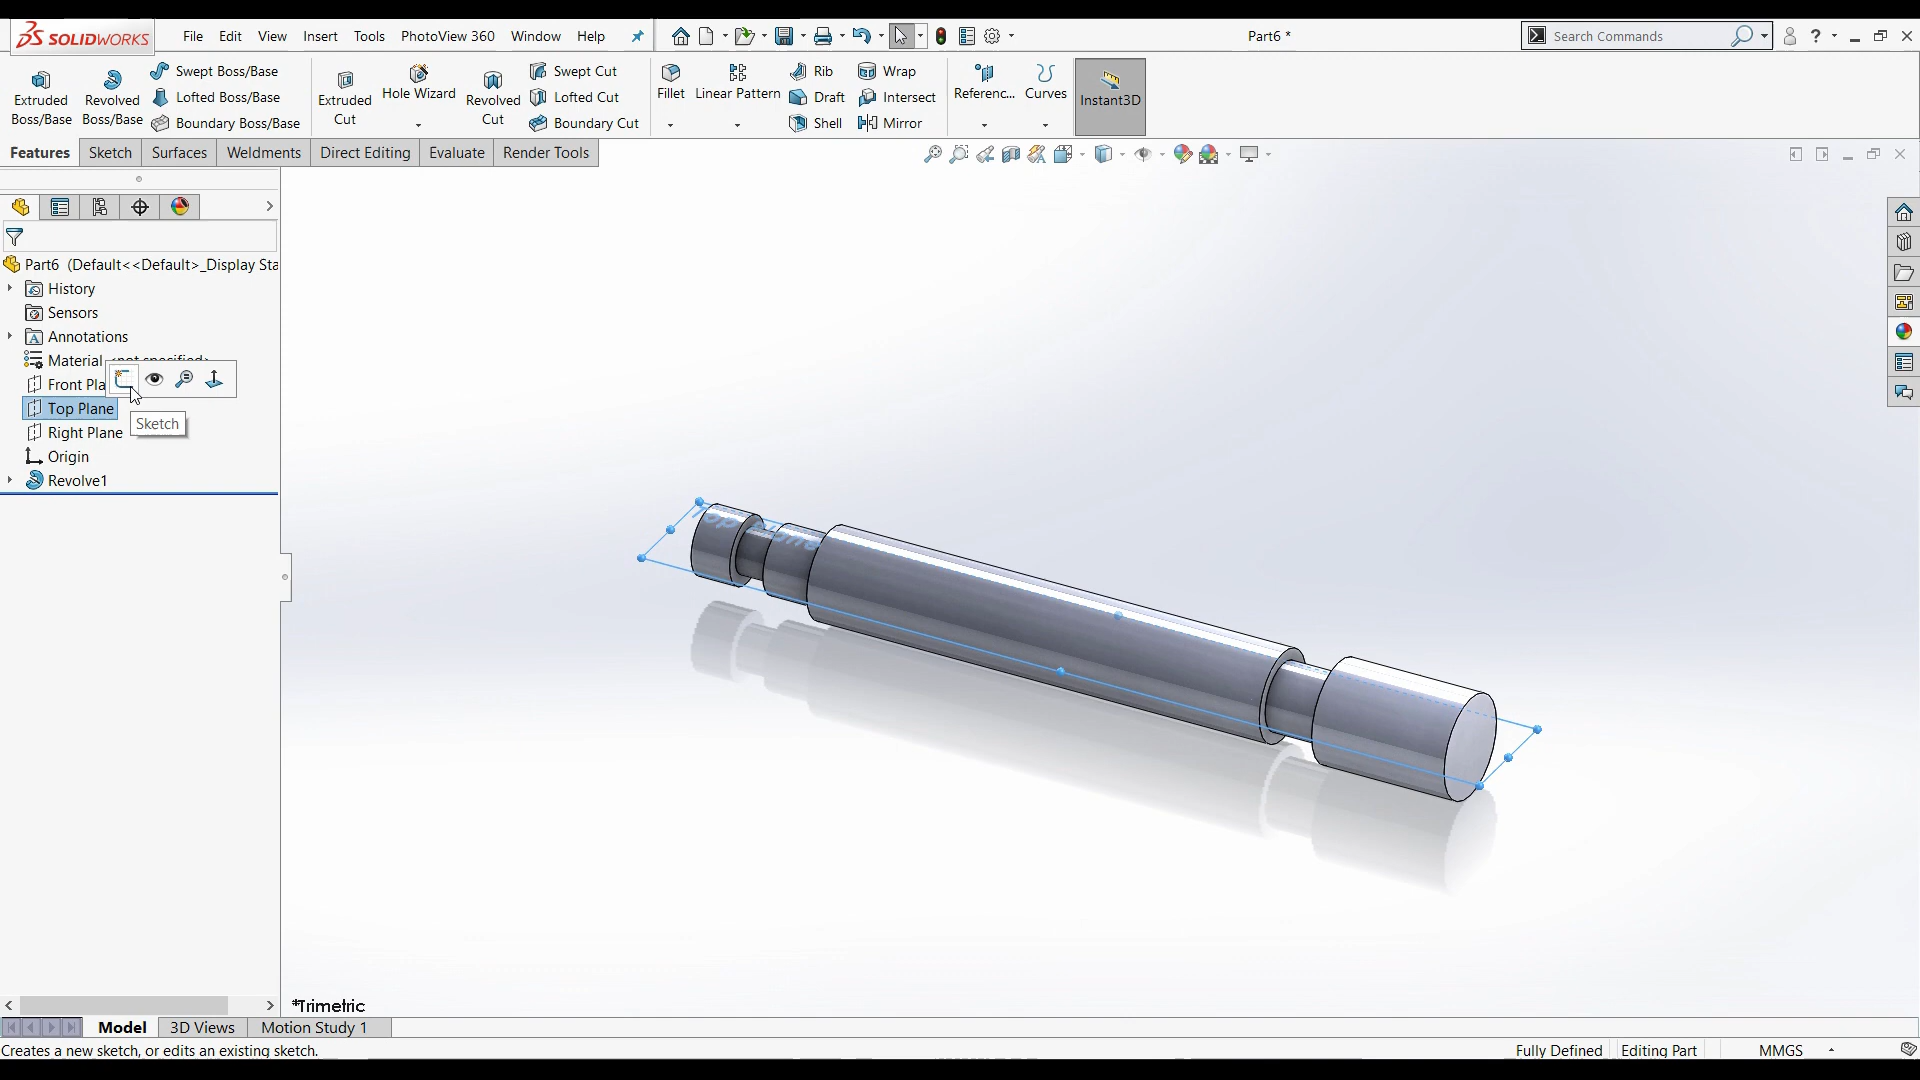 SOLIDWORKS
File Edit View Insert Tools PhotoView 360 Window Help
Part6 *
Search Commands
?
Extruded Boss/Base
Revolved Boss/Base
Swept Boss/Base
Lofted Boss/Base
Boundary Boss/Base
Extruded Cut
Hole Wizard
Revolved Cut
Swept Cut
Lofted Cut
Boundary Cut
Fillet
Linear Pattern
Rib
Draft
Shell
Wrap
Intersect
Mirror
Referenc...
Curves
Instant3D
Features Sketch Surfaces Weldments Direct Editing Evaluate Render Tools
Part6 (Default<<Default>_Display Sta
History
Sensors
Annotations
Material <not specified>
Front Pla
Top Plane
Sketch
Right Plane
Origin
Revolve1
Top Plane
*Trimetric
Model 3D Views Motion Study 1
Creates a new sketch, or edits an existing sketch.
Fully Defined Editing Part MMGS